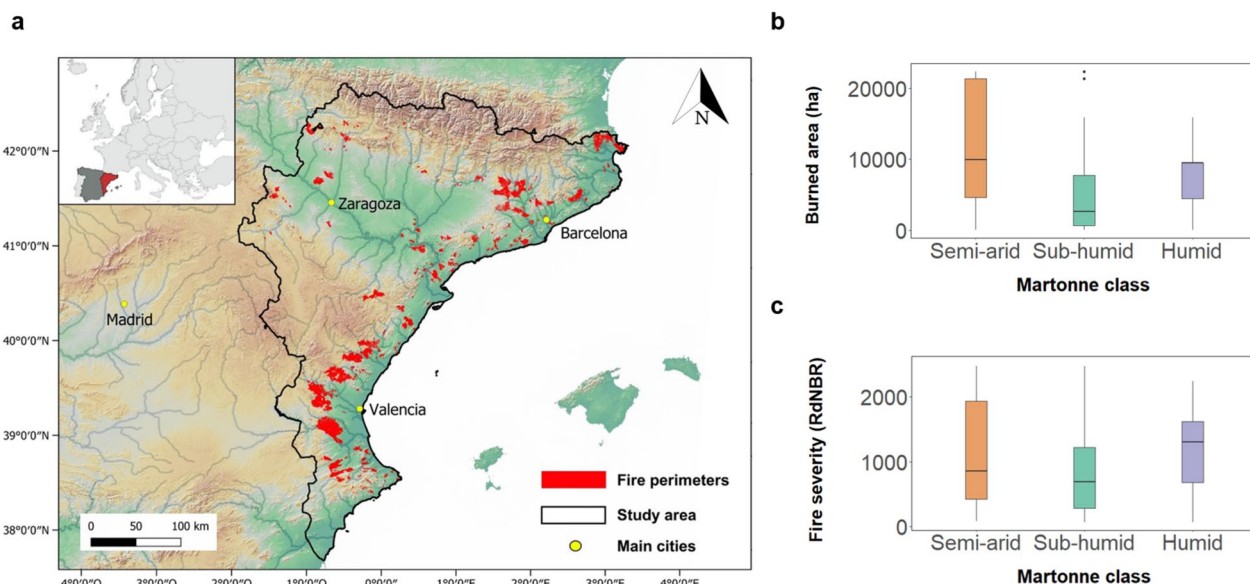 a
N
42°0'0"N
41°0'0"N
40°0'0"N
39°0'0"N
38°0'0"N
Zaragoza
Barcelona
Madrid
Valencia
Fire perimeters
Study area
Main cities
0 50 100 km
b
Burned area (ha)
20000
10000
0
Semi-arid Sub-humid Humid
Martonne class
c
Fire severity (RdNBR)
2000
1000
0
Semi-arid Sub-humid Humid
Martonne class